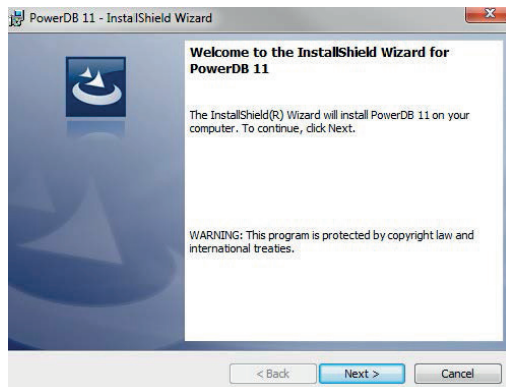 PowerDB 11 - InstallShield Wizard
Welcome to the InstallShield Wizard for
PowerDB 11
The InstallShield(R) Wizard will install PowerDB 11 on your
computer. To continue, click Next.
WARNING: This program is protected by copyright law and
international treaties.
< Back Next > Cancel